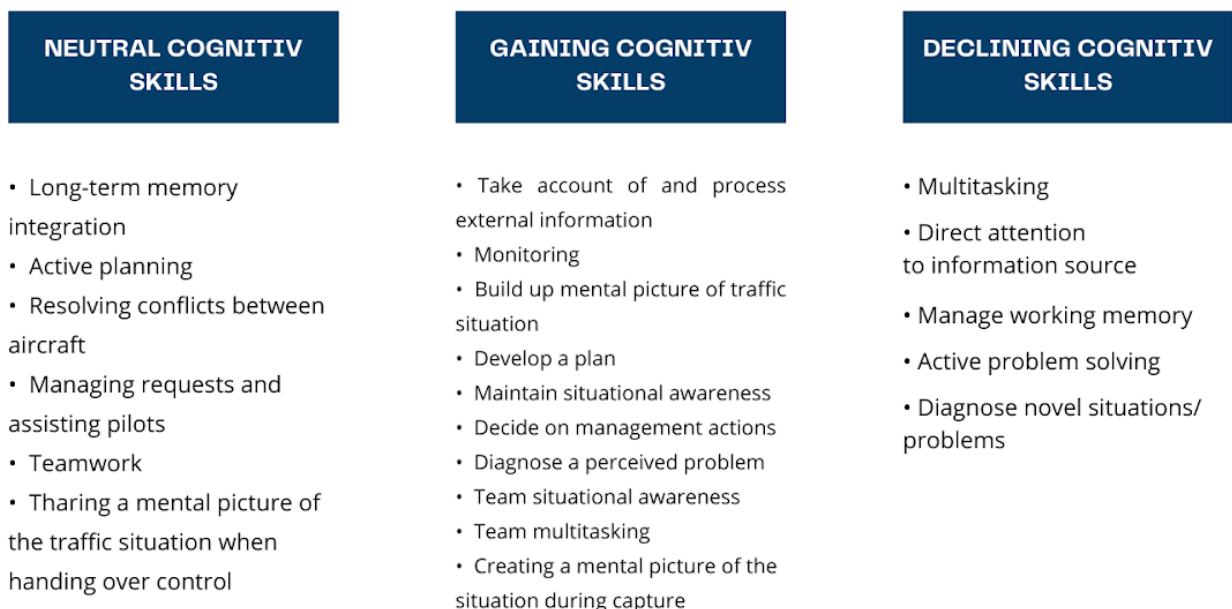 NEUTRAL COGNITIV
SKILLS
• Long-term memory
integration
• Active planning
• Resolving conflicts between
aircraft
• Managing requests and
assisting pilots
• Teamwork
• Tharing a mental picture of
the traffic situation when
handing over control
GAINING COGNITIV
SKILLS
• Take account of and process
external information
• Monitoring
• Build up mental picture of traffic
situation
• Develop a plan
• Maintain situational awareness
• Decide on management actions
• Diagnose a perceived problem
• Team situational awareness
• Team multitasking
• Creating a mental picture of the
situation during capture
DECLINING COGNITIV
SKILLS
• Multitasking
• Direct attention
to information source
• Manage working memory
• Active problem solving
• Diagnose novel situations/
problems